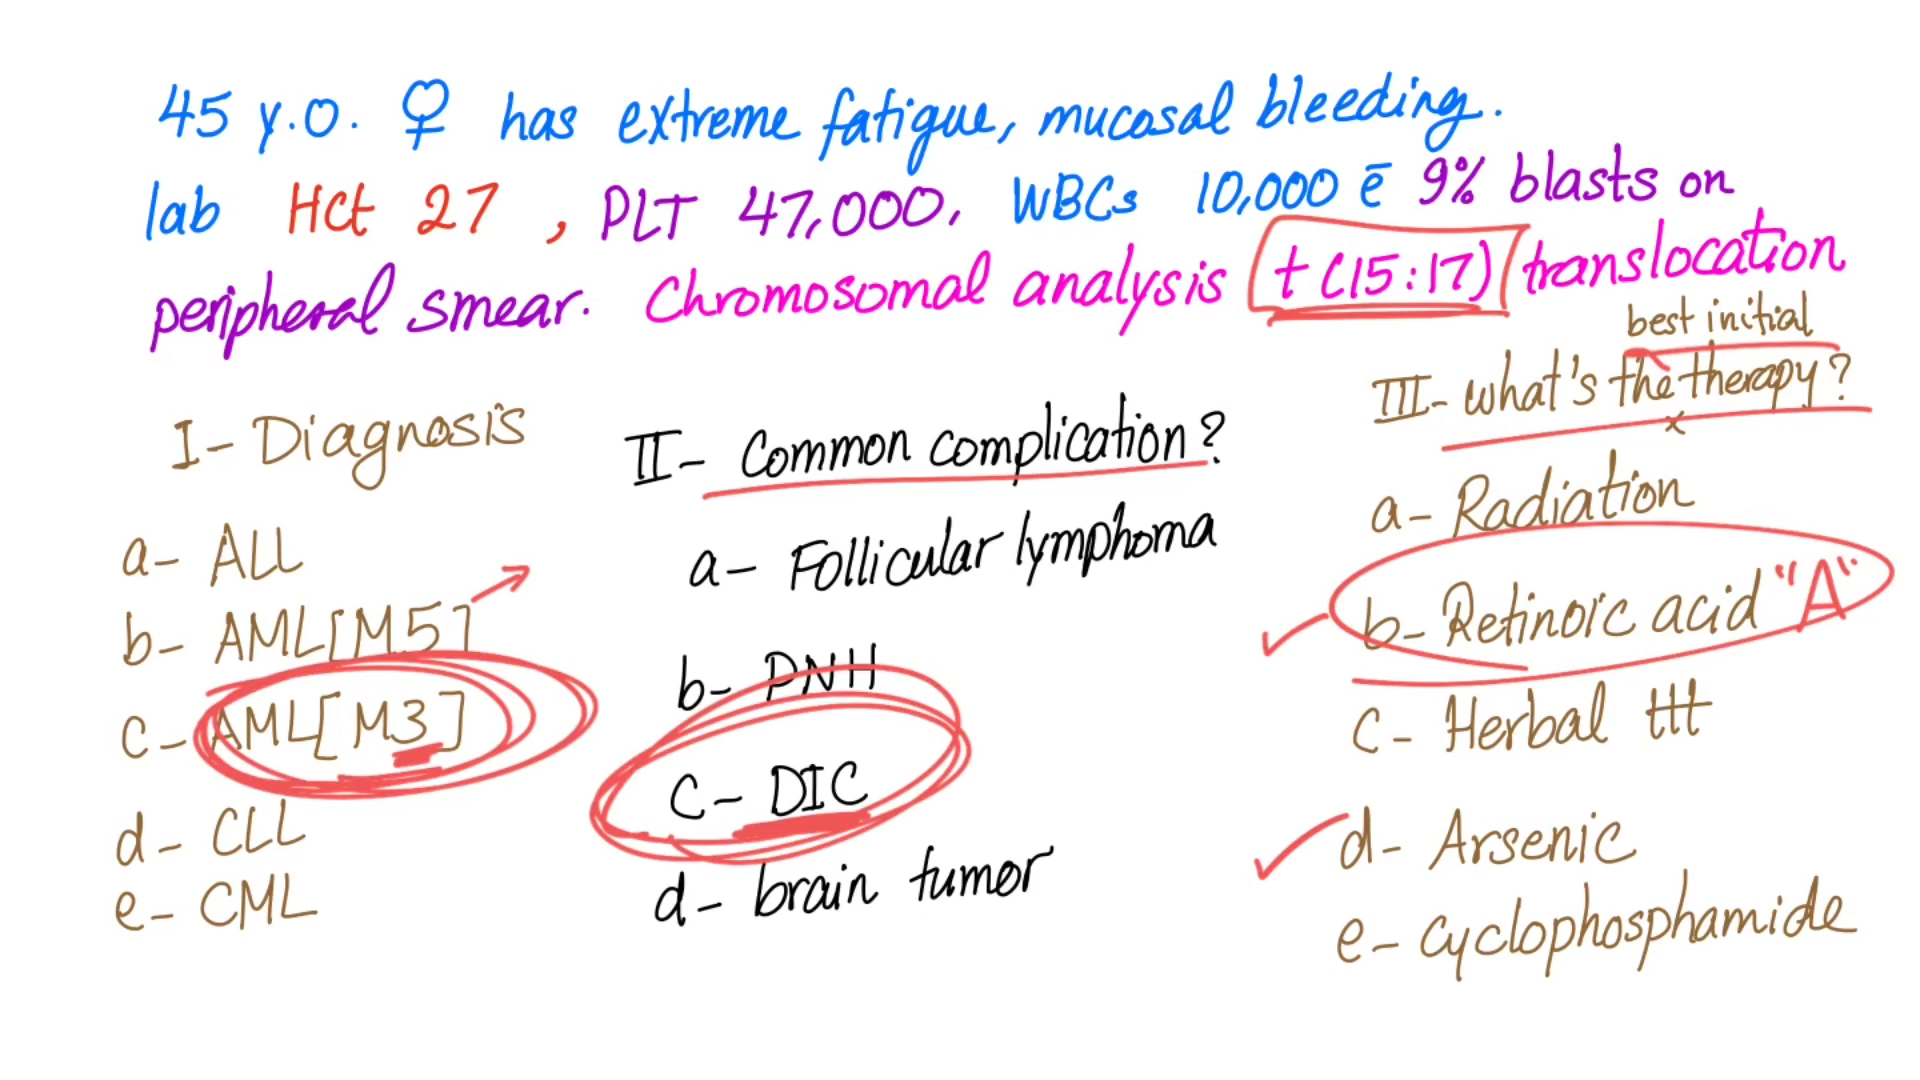 45 y.o. ♀ has extreme fatigue, mucosal bleeding.
lab Hct 27 , PLT 47,000, WBCs 10,000 c̄ 9% blasts on
peripheral smear. Chromosomal analysis t(15:17) translocation
I- Diagnosis
a- ALL
b- AML[M5]
c- AML[M3]
d- CLL
e- CML
II- Common complication?
a- Follicular lymphoma
b- PNH
c- DIC
d- brain tumor
best initial
III- what's the therapy?
a- Radiation
b- Retinoic acid "A"
c- Herbal ttt
d- Arsenic
e- cyclophosphamide